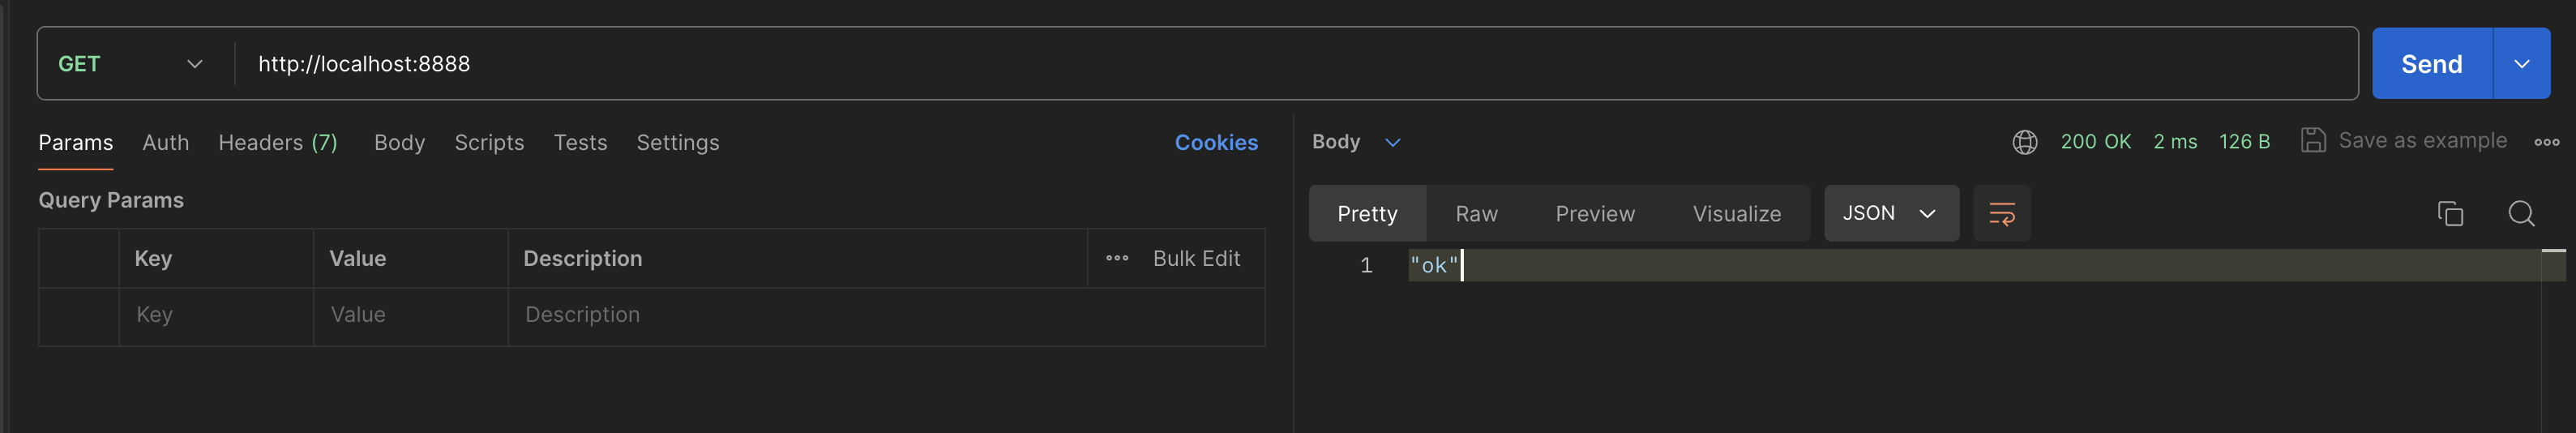 GET http://localhost:8888 Send
Params Auth Headers (7) Body Scripts Tests Settings Cookies
Query Params
Key Value Description Bulk Edit
Key Value Description
Body 200 OK 2 ms 126 B Save as example
Pretty Raw Preview Visualize JSON
1 "ok"